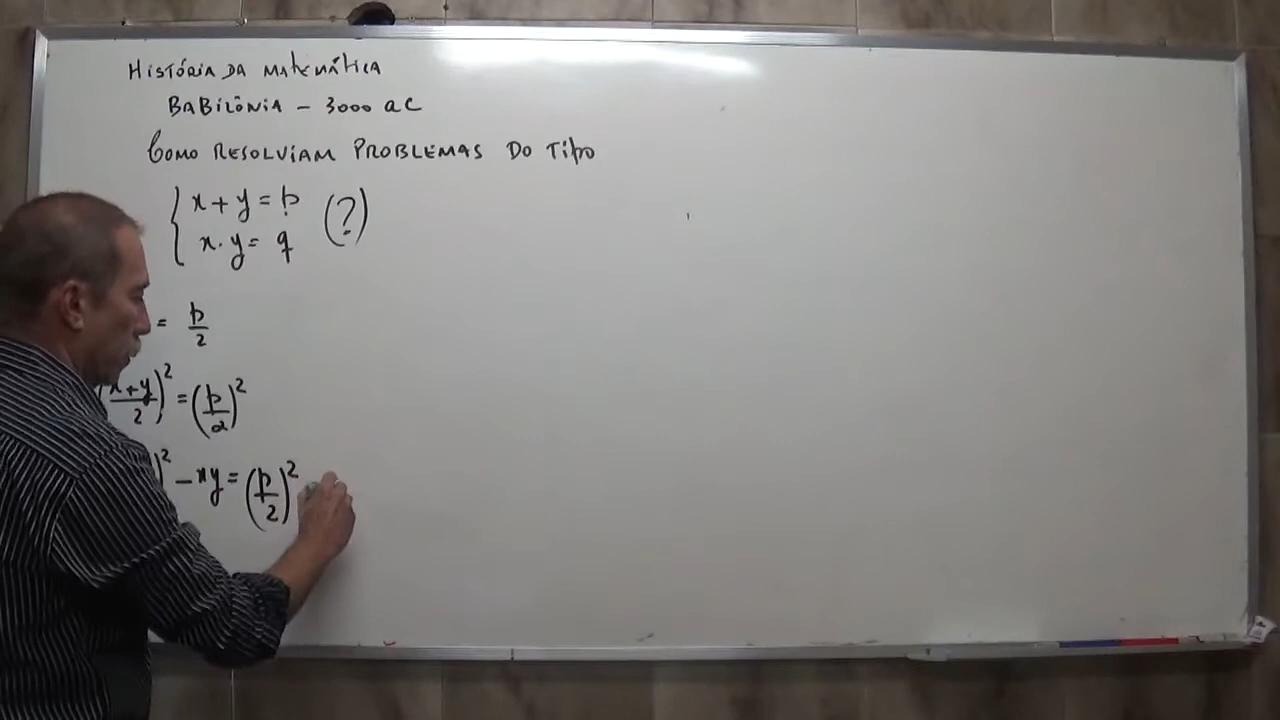 História da Matemática
Babilônia - 3000 aC
Como resolviam problemas do tipo
{ x + y = p
x . y = q (?)
= p/2
(x+y/2)² = (p/2)²
)² - xy = (p/2)²